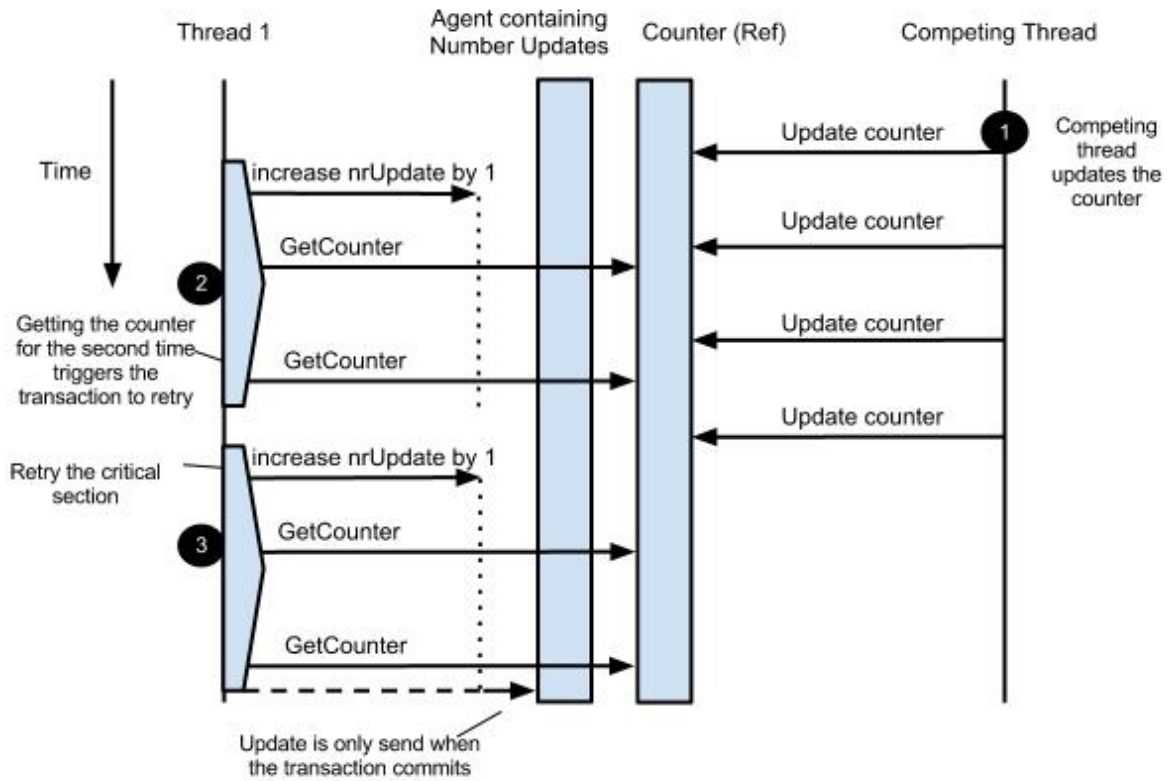 Thread 1
Agent containing
Number Updates
Counter (Ref)
Competing Thread
Time
1
Update counter
Competing
thread
updates the
counter
increase nrUpdate by 1
Update counter
GetCounter
2
Getting the counter
for the second time
triggers the
transaction to retry
Update counter
GetCounter
Update counter
increase nrUpdate by 1
Retry the critical
section
GetCounter
3
GetCounter
Update is only send when
the transaction commits